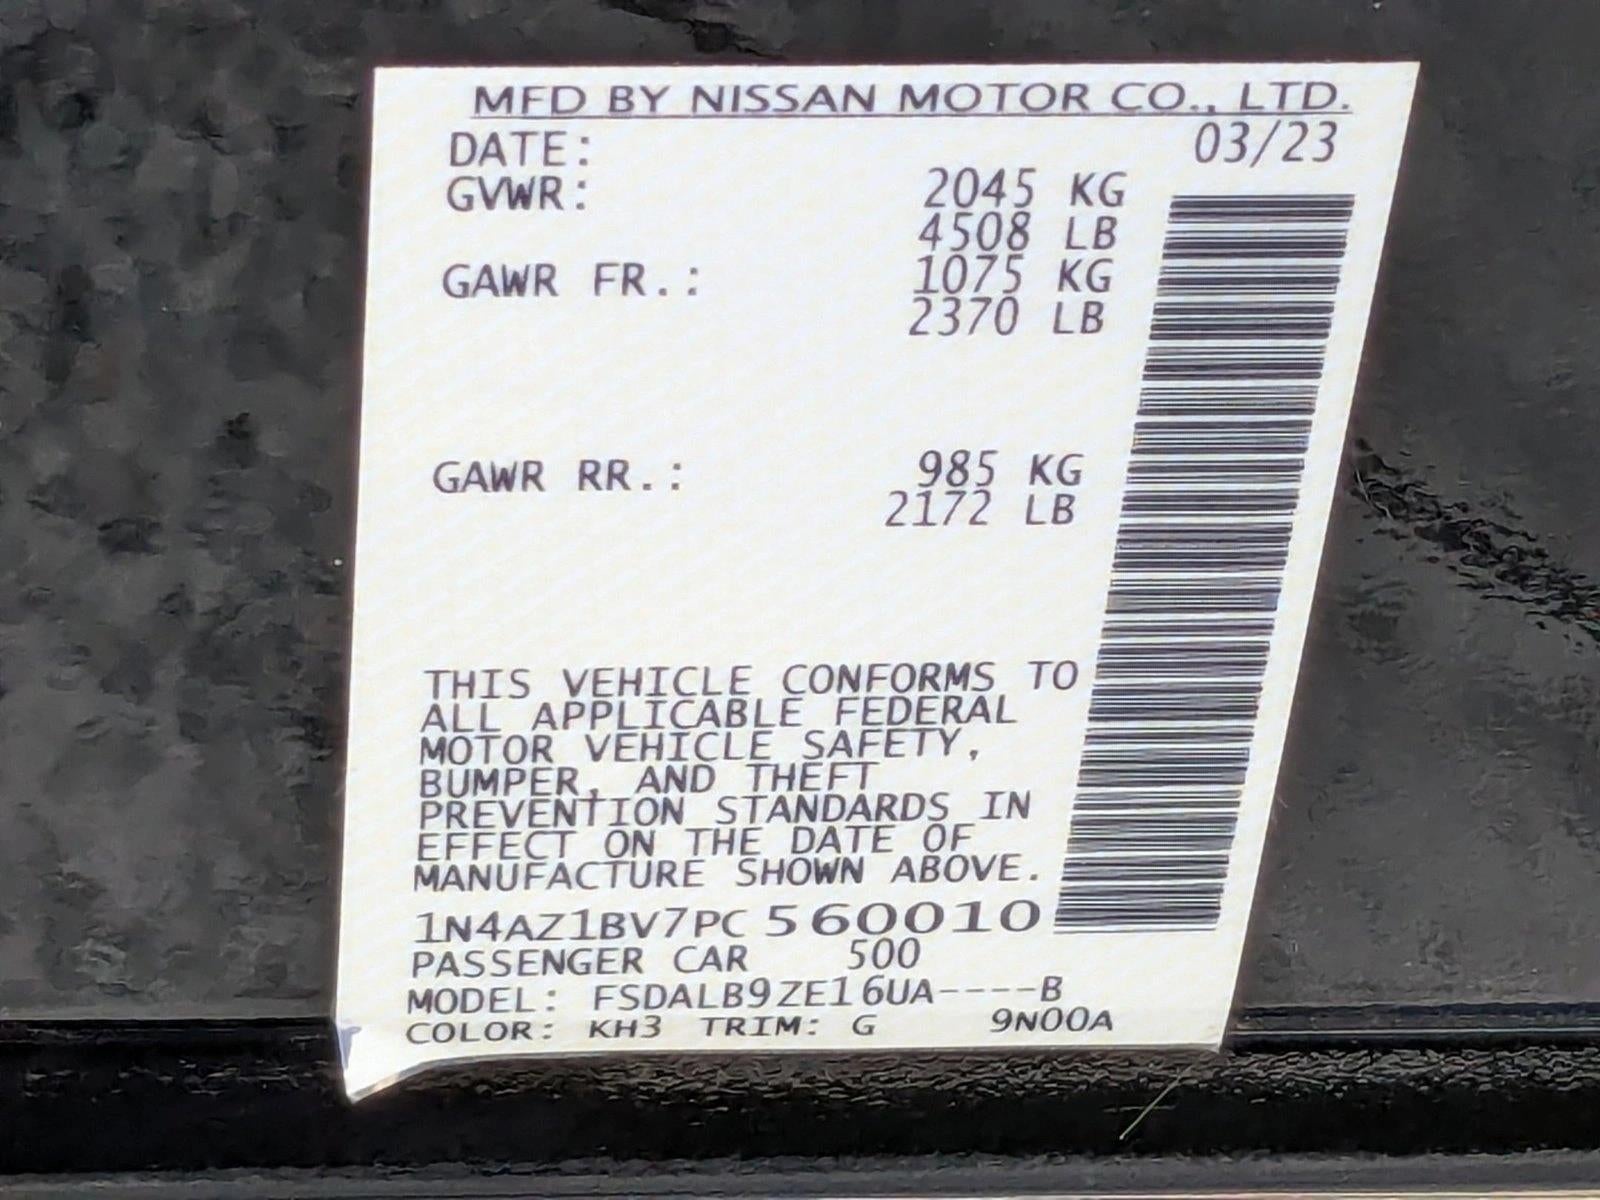 MFD BY NISSAN MOTOR CO., LTD.
DATE: 03/23
GVWR: 2045 KG
4508 LB
GAWR FR.: 1075 KG
2370 LB
GAWR RR.: 985 KG
2172 LB
THIS VEHICLE CONFORMS TO
ALL APPLICABLE FEDERAL
MOTOR VEHICLE SAFETY,
BUMPER, AND THEFT
PREVENTION STANDARDS IN
EFFECT ON THE DATE OF
MANUFACTURE SHOWN ABOVE.
1N4AZ1BV7PC 560010
PASSENGER CAR 500
MODEL: FSDALB9ZE16UA----B
COLOR: KH3 TRIM: G 9N00A